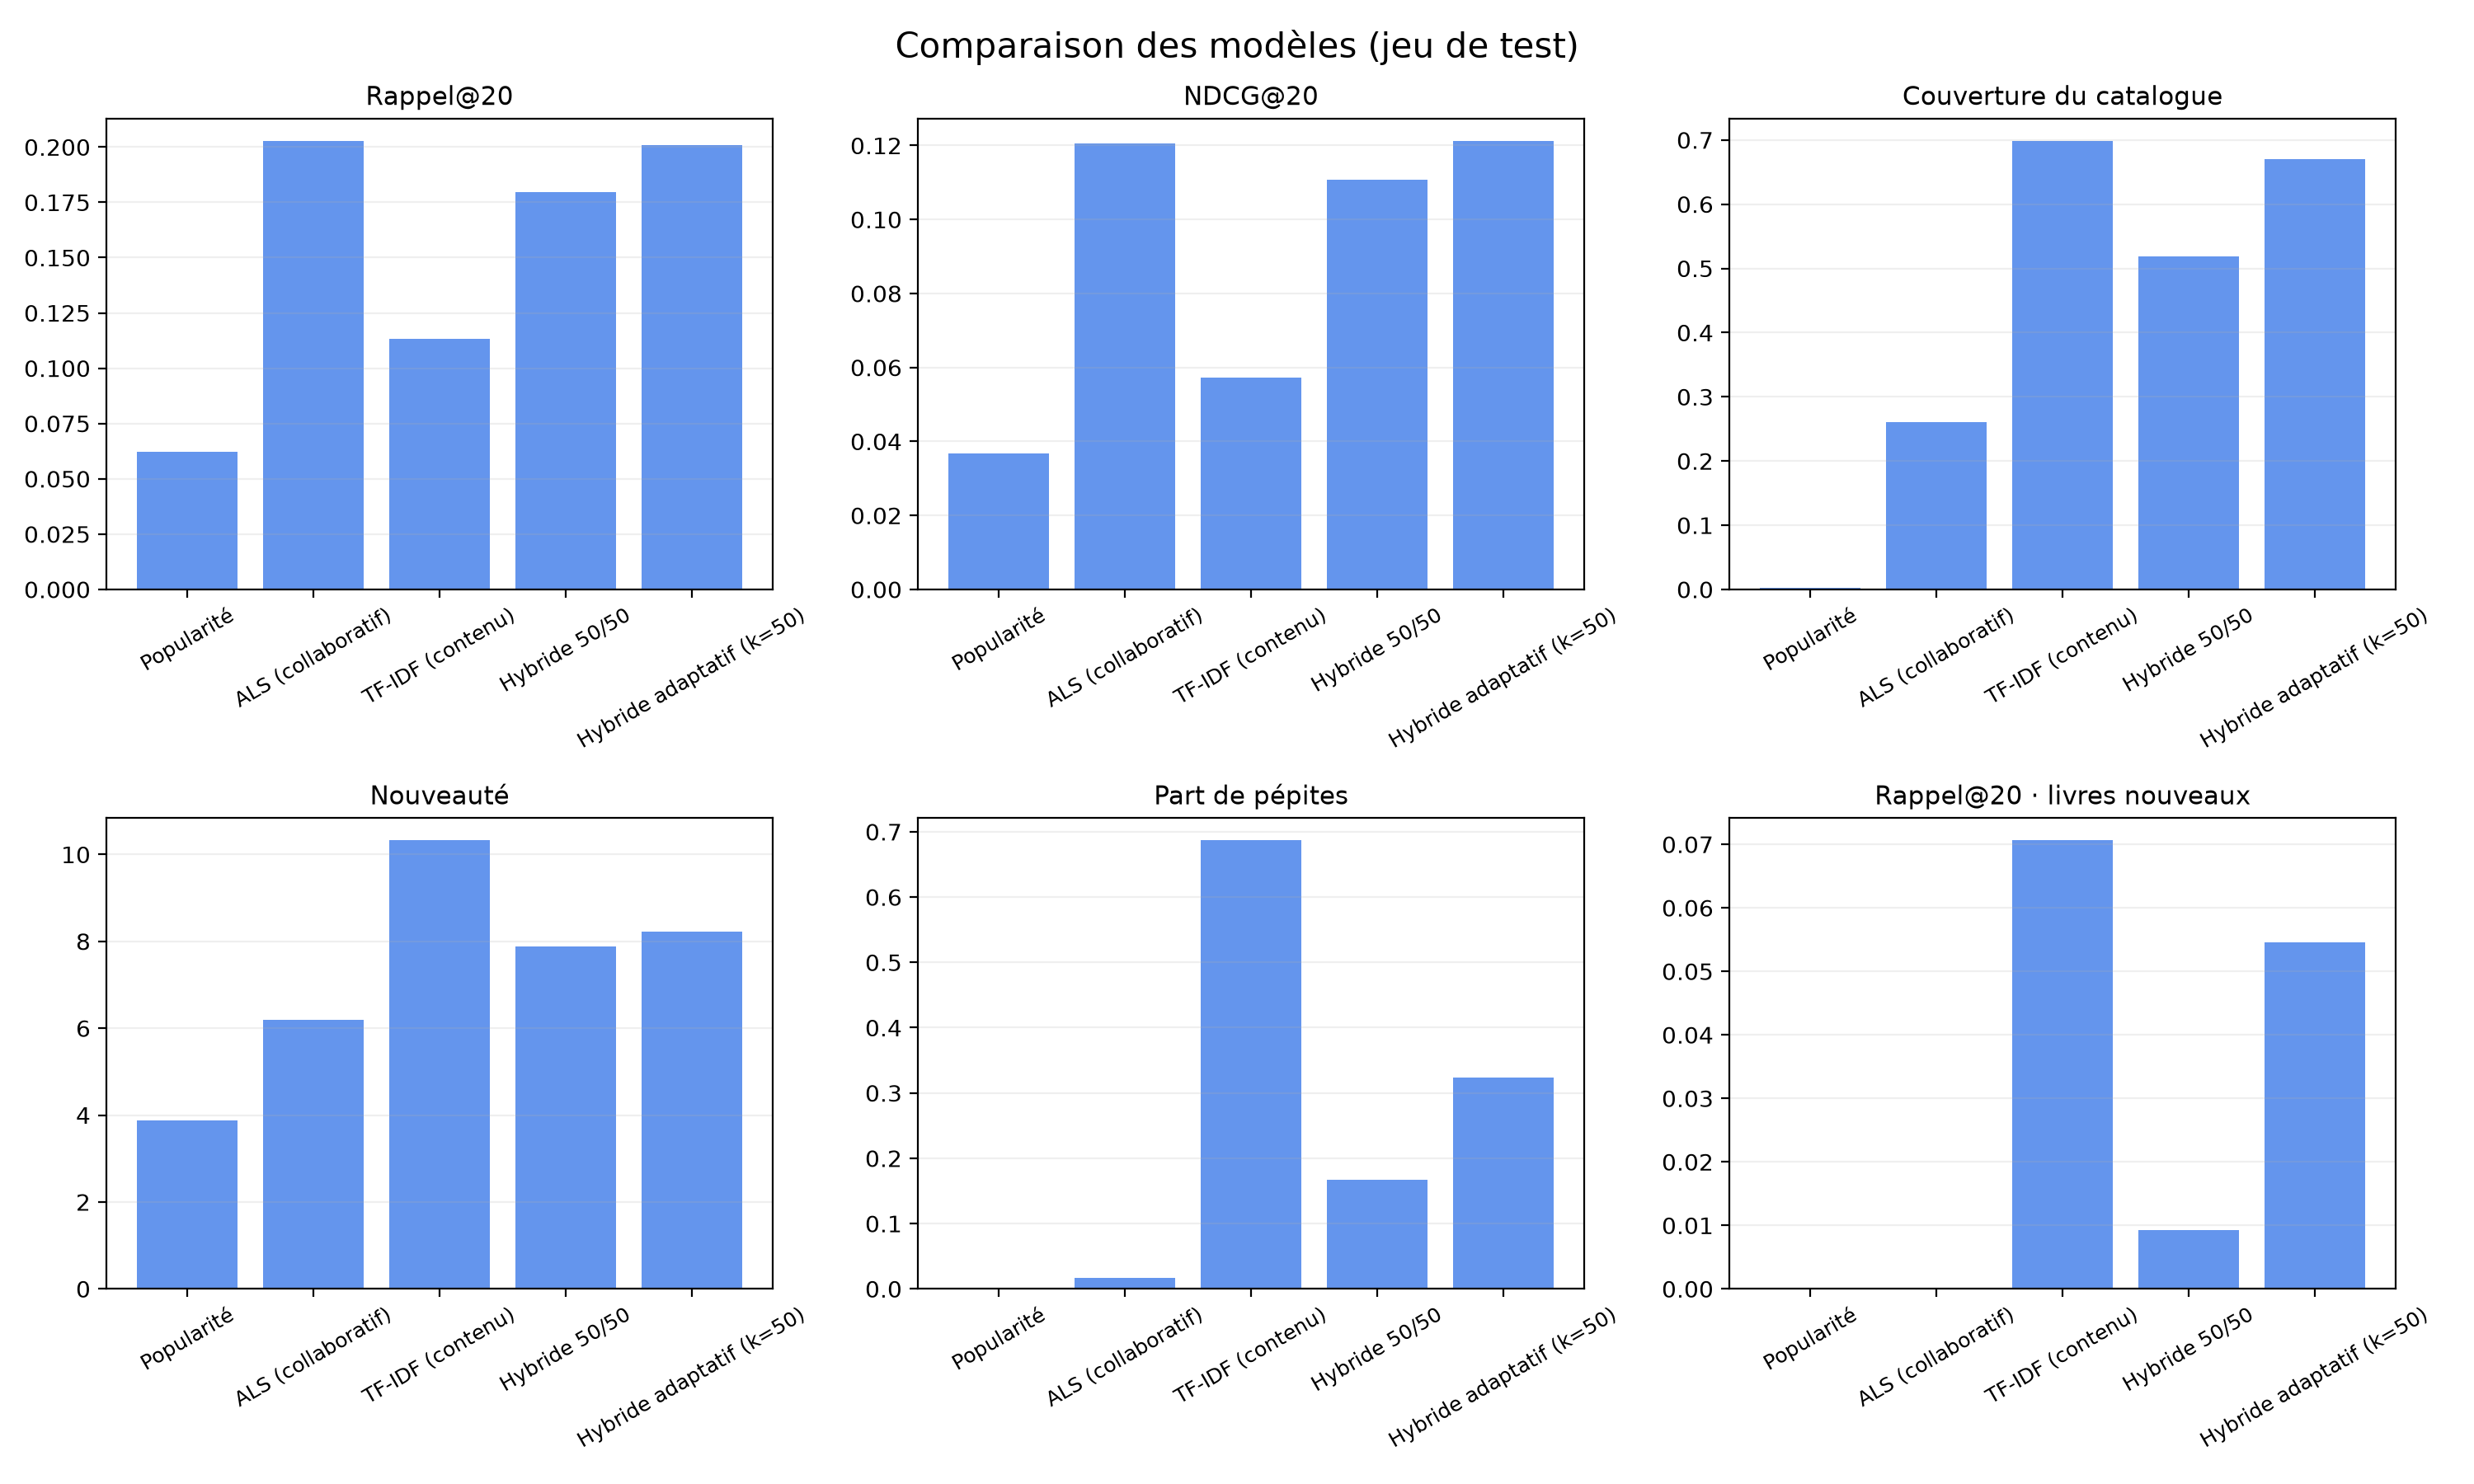 Comparaison des modèles (jeu de test)
Rappel@20
0.200
0.175
0.150
0.125
0.100
0.075
0.050
0.025
0.000
Popularité
ALS (collaboratif)
TF-IDF (contenu)
Hybride 50/50
Hybride adaptatif (k=50)
NDCG@20
0.12
0.10
0.08
0.06
0.04
0.02
0.00
Popularité
ALS (collaboratif)
TF-IDF (contenu)
Hybride 50/50
Hybride adaptatif (k=50)
Couverture du catalogue
0.7
0.6
0.5
0.4
0.3
0.2
0.1
0.0
Popularité
ALS (collaboratif)
TF-IDF (contenu)
Hybride 50/50
Hybride adaptatif (k=50)
Nouveauté
10
8
6
4
2
0
Popularité
ALS (collaboratif)
TF-IDF (contenu)
Hybride 50/50
Hybride adaptatif (k=50)
Part de pépites
0.7
0.6
0.5
0.4
0.3
0.2
0.1
0.0
Popularité
ALS (collaboratif)
TF-IDF (contenu)
Hybride 50/50
Hybride adaptatif (k=50)
Rappel@20 · livres nouveaux
0.07
0.06
0.05
0.04
0.03
0.02
0.01
0.00
Popularité
ALS (collaboratif)
TF-IDF (contenu)
Hybride 50/50
Hybride adaptatif (k=50)